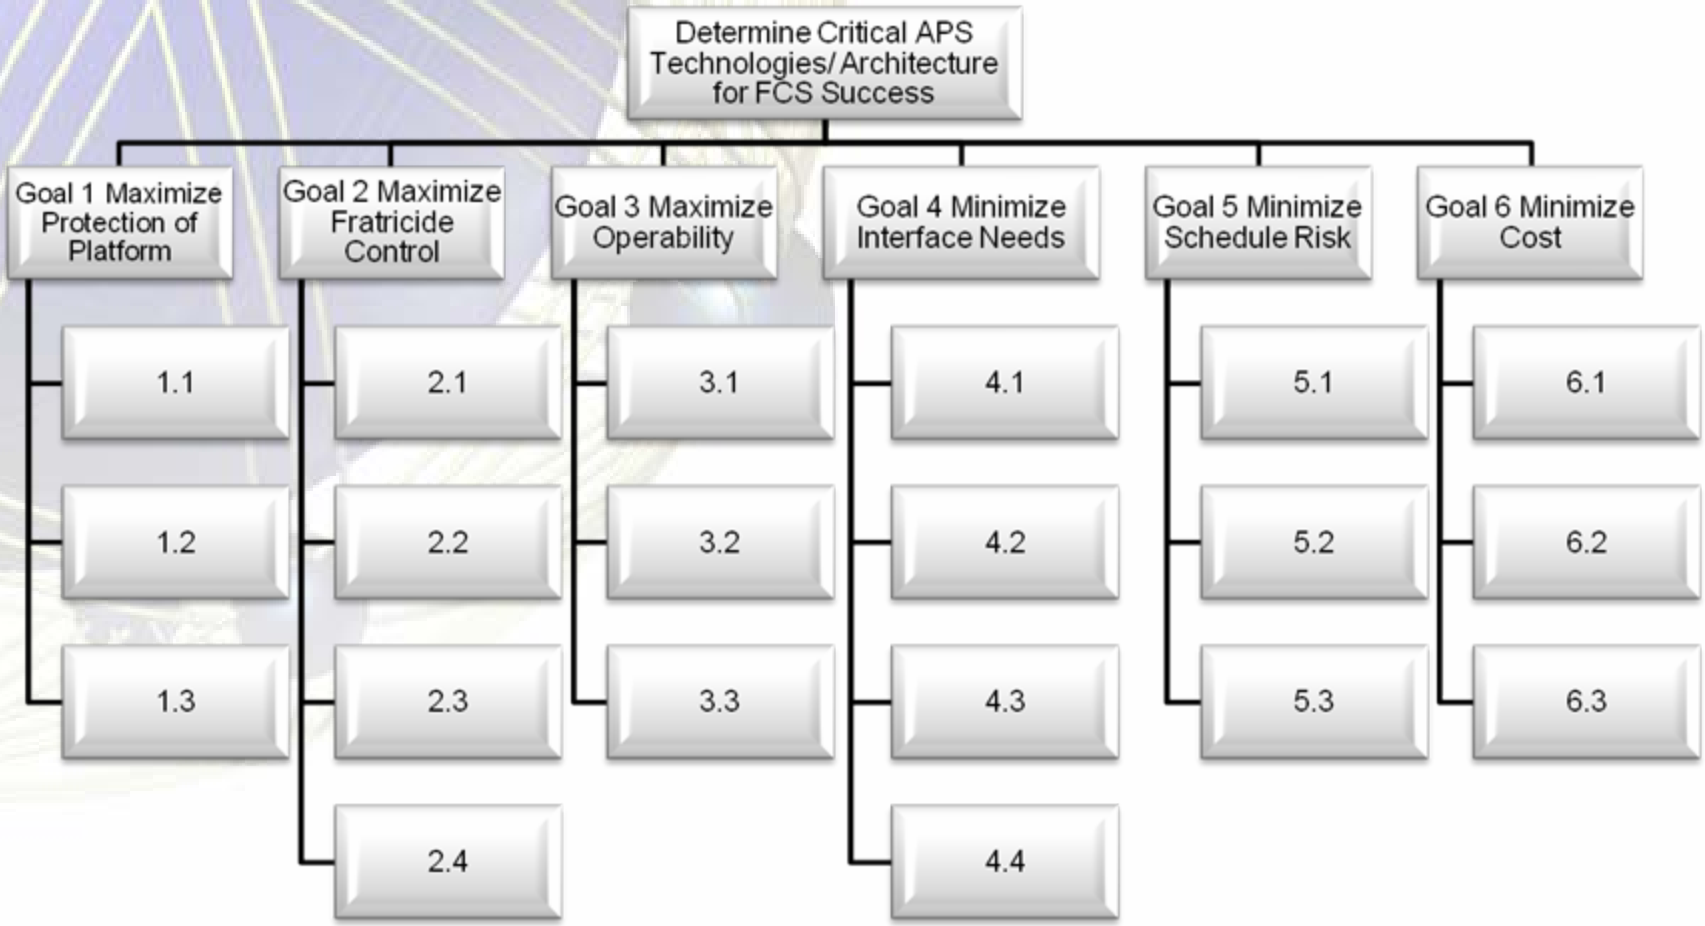 Determine Critical APS
Technologies/Architecture
for FCS Success
Goal 1 Maximize
Protection of
Platform
Goal 2 Maximize
Fratricide
Control
Goal 3 Maximize
Operability
Goal 4 Minimize
Interface Needs
Goal 5 Minimize
Schedule Risk
Goal 6 Minimize
Cost
1.1
1.2
1.3
2.1
2.2
2.3
2.4
3.1
3.2
3.3
4.1
4.2
4.3
4.4
5.1
5.2
5.3
6.1
6.2
6.3